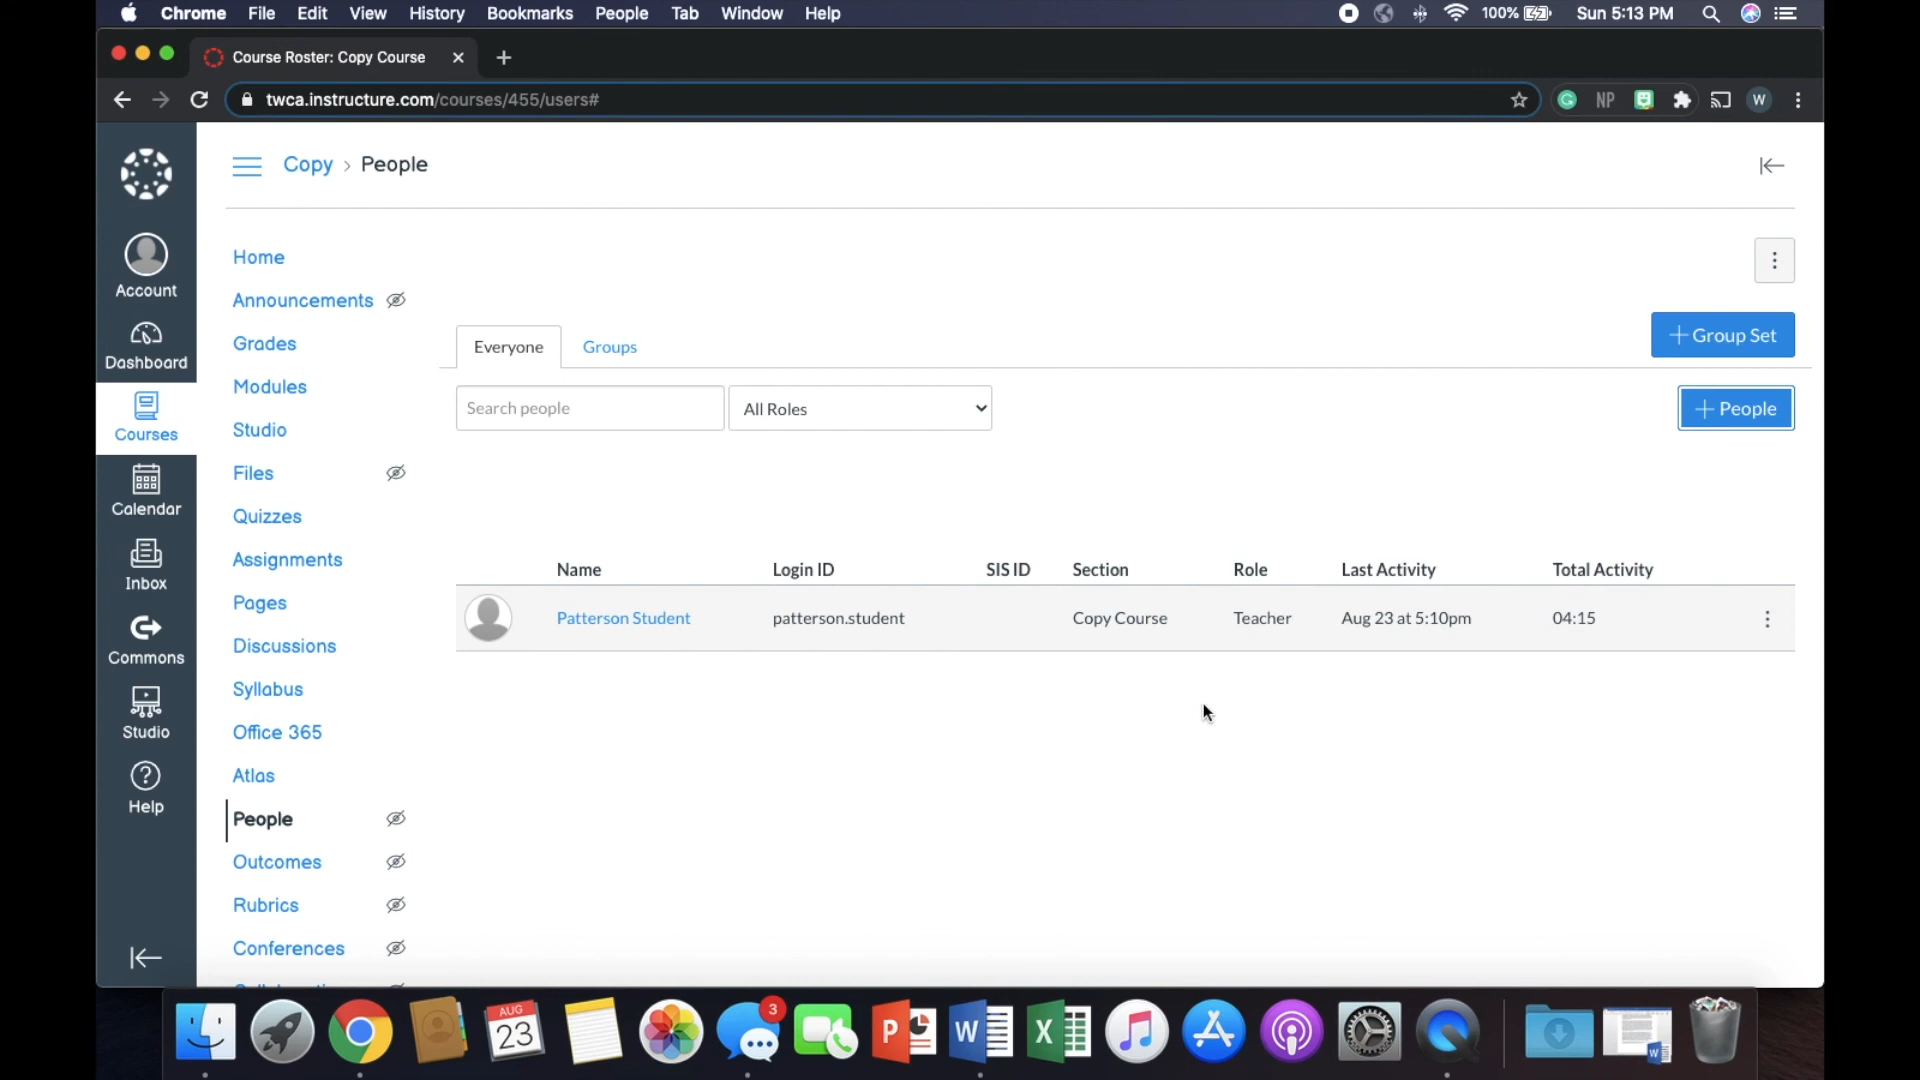 Chrome File Edit View History Bookmarks People Tab Window Help 100% Sun 5:13 PM
Course Roster: Copy Course
twca.instructure.com/courses/455/users#
NP W
Copy › People
Account
Dashboard
Courses
Calendar
Inbox
Commons
Studio
Help
Home
Announcements
Grades
Modules
Studio
Files
Quizzes
Assignments
Pages
Discussions
Syllabus
Office 365
Atlas
People
Outcomes
Rubrics
Conferences
Everyone Groups
+ Group Set
Search people All Roles
+ People
Name Login ID SIS ID Section Role Last Activity Total Activity
Patterson Student patterson.student Copy Course Teacher Aug 23 at 5:10pm 04:15
AUG
23
3
P
W
X
W